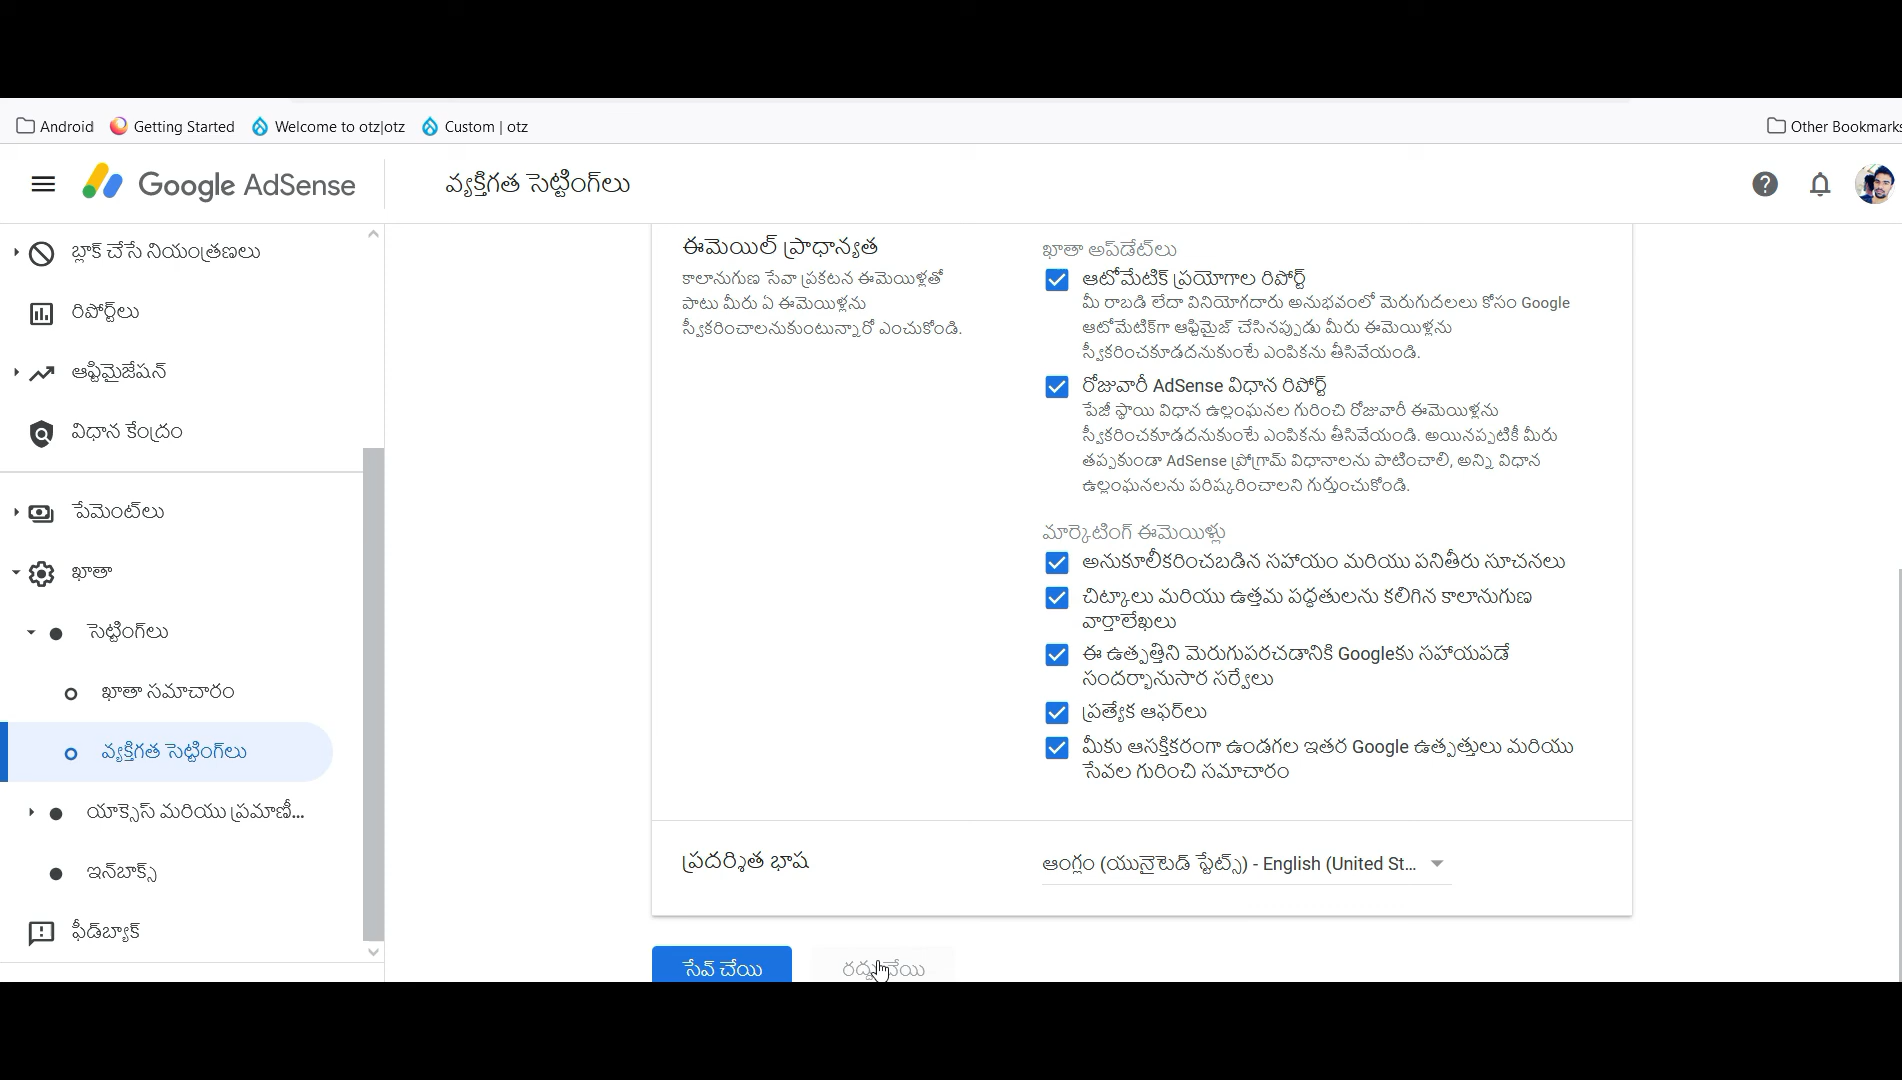 Android
Getting Started
Welcome to otz|otz
Custom | otz
Other Bookmarks
Google AdSense
వ్యక్తిగత సెట్టింగ్‌లు
బ్లాక్ చేసే నియంత్రణలు
రిపోర్ట్‌లు
ఆప్టిమైజేషన్
విధాన కేంద్రం
పేమెంట్‌లు
ఖాతా
సెట్టింగ్‌లు
ఖాతా సమాచారం
వ్యక్తిగత సెట్టింగ్‌లు
యాక్సెస్ మరియు ప్రమాణీ...
ఇన్‌బాక్స్
ఫీడ్‌బ్యాక్
ఈమెయిల్ ప్రాధాన్యత
కాలానుగుణ సేవా ప్రకటన ఈమెయిళ్లతో
పాటు మీరు ఏ ఈమెయిళ్లను
స్వీకరించాలనుకుంటున్నారో ఎంచుకోండి.
ఖాతా అప్‌డేట్‌లు
ఆటోమేటిక్ ప్రయోగాల రిపోర్ట్
మీ రాబడి లేదా వినియోగదారు అనుభవంలో మెరుగుదలలు కోసం Google
ఆటోమేటిక్‌గా ఆప్టిమైజ్ చేసినప్పుడు మీరు ఈమెయిళ్లను
స్వీకరించకూడదనుకుంటే ఎంపికను తీసివేయండి.
రోజువారీ AdSense విధాన రిపోర్ట్
పేజీ స్థాయి విధాన ఉల్లంఘనల గురించి రోజువారీ ఈమెయిళ్లను
స్వీకరించకూడదనుకుంటే ఎంపికను తీసివేయండి. అయినప్పటికీ మీరు
తప్పకుండా AdSense ప్రోగ్రామ్ విధానాలను పాటించాలి, అన్ని విధాన
ఉల్లంఘనలను పరిష్కరించాలని గుర్తుంచుకోండి.
మార్కెటింగ్ ఈమెయిళ్లు
అనుకూలీకరించబడిన సహాయం మరియు పనితీరు సూచనలు
చిట్కాలు మరియు ఉత్తమ పద్ధతులను కలిగిన కాలానుగుణ
వార్తాలేఖలు
ఈ ఉత్పత్తిని మెరుగుపరచడానికి Googleకు సహాయపడే
సందర్భానుసార సర్వేలు
ప్రత్యేక ఆఫర్‌లు
మీకు ఆసక్తికరంగా ఉండగల ఇతర Google ఉత్పత్తులు మరియు
సేవల గురించి సమాచారం
ప్రదర్శిత భాష
ఆంగ్లం (యునైటెడ్ స్టేట్స్) - English (United St...
సేవ్ చేయి
రద్దు చేయి